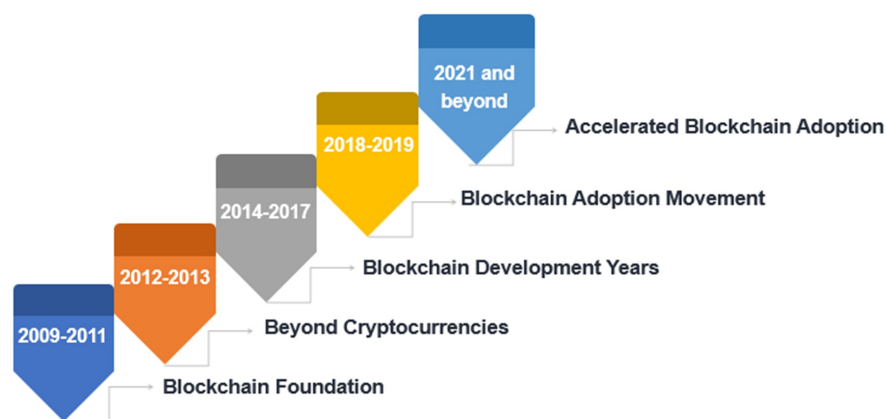 2021 and
beyond
Accelerated Blockchain Adoption
2018-2019
Blockchain Adoption Movement
2014-2017
Blockchain Development Years
2012-2013
Beyond Cryptocurrencies
2009-2011
Blockchain Foundation